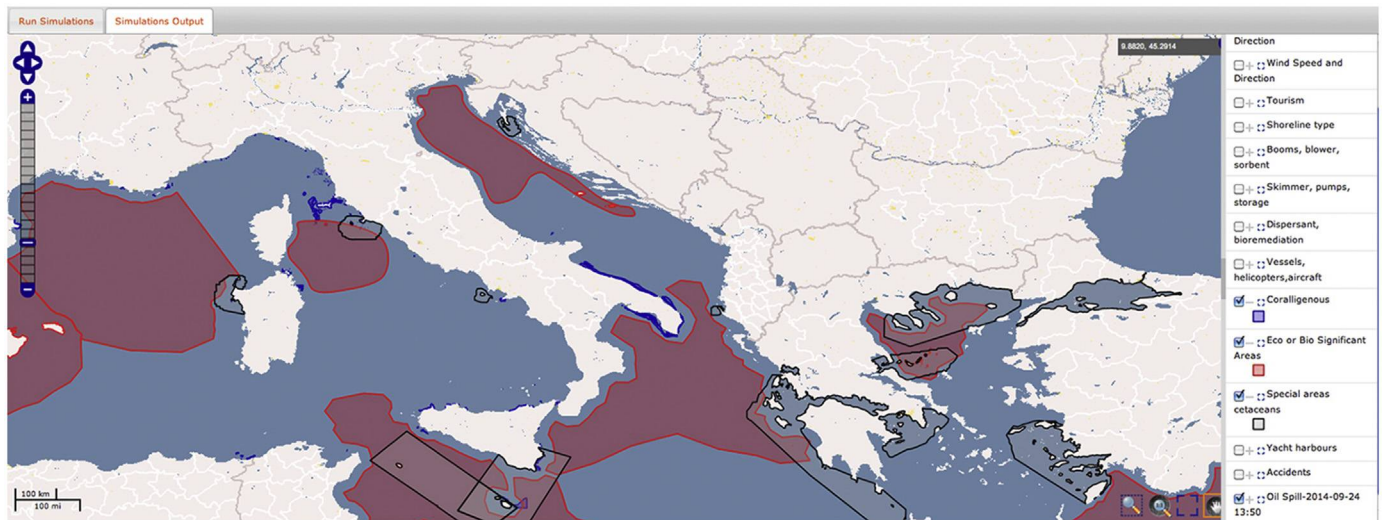 Run Simulations
Simulations Output
9.8820, 45.2914
Direction
Wind Speed and
Direction
Tourism
Shoreline type
Booms, blower,
sorbent
Skimmer, pumps,
storage
Dispersant,
bioremediation
Vessels,
helicopters,aircraft
Coralligenous
Eco or Bio Significant
Areas
Special areas
cetaceans
Yacht harbours
Accidents
Oil Spill-2014-09-24
13:50
100 km
100 mi